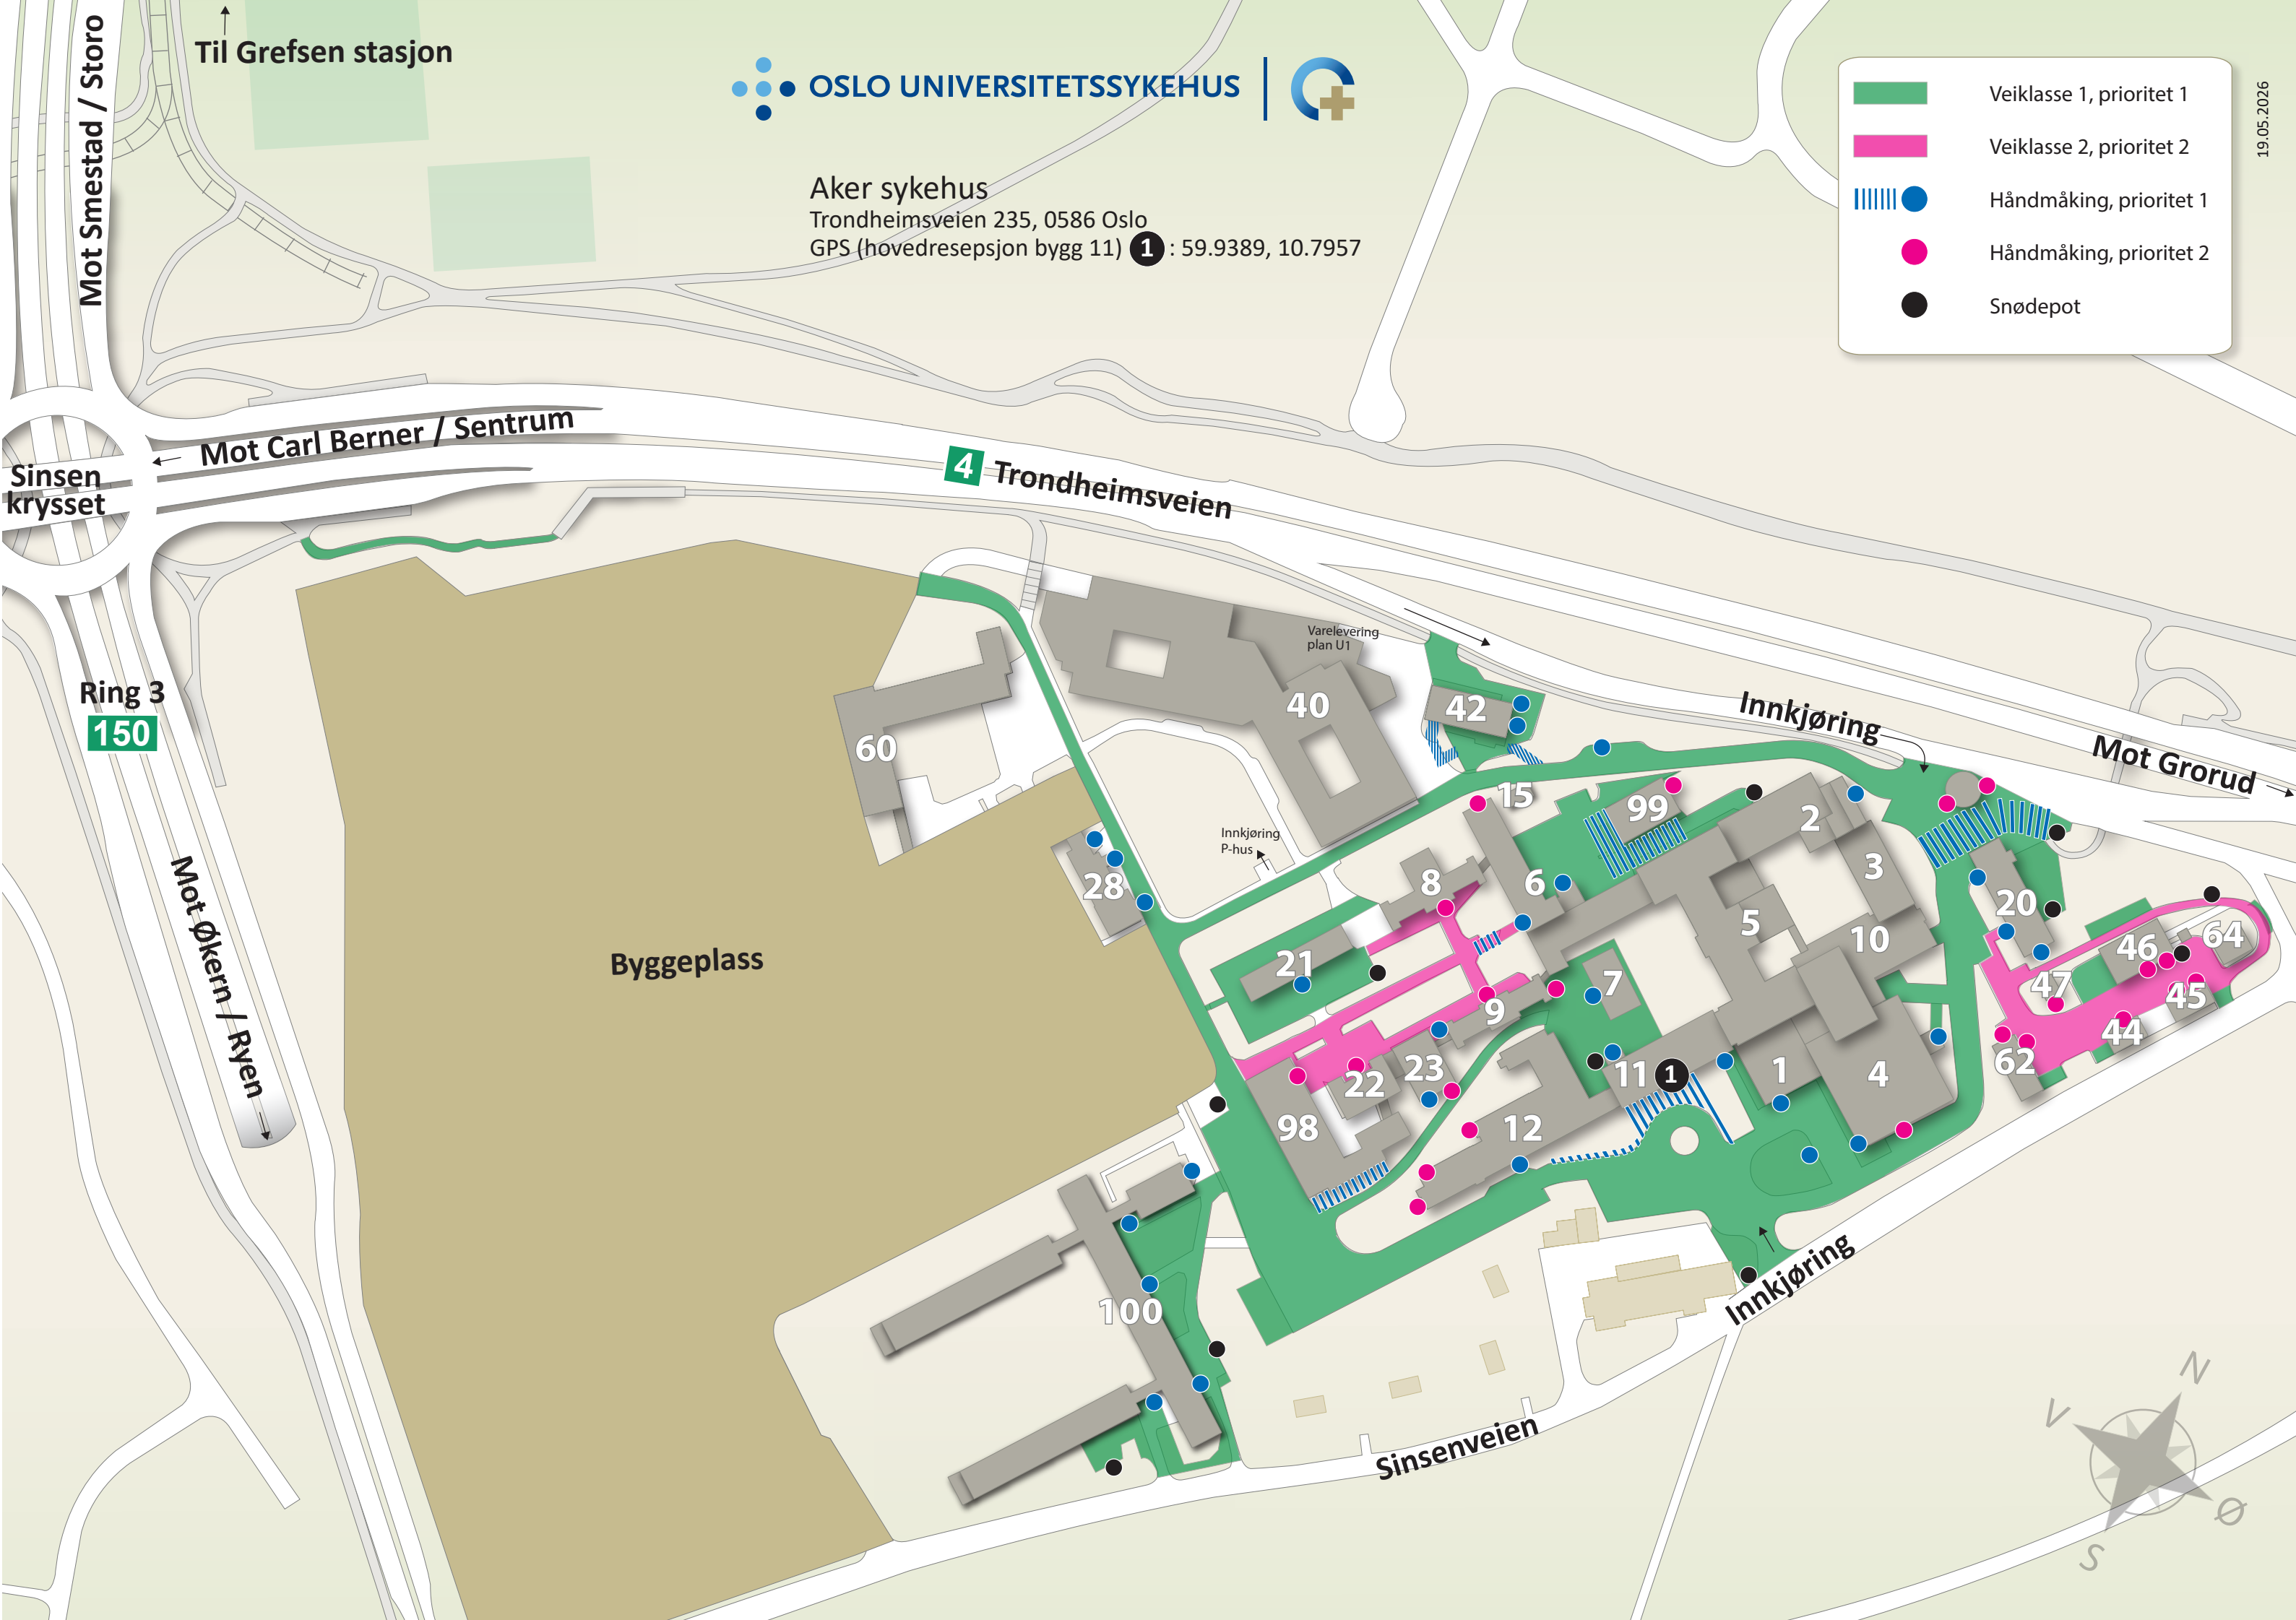 Til Grefsen stasjon
Mot Smestad / Storo
OSLO UNIVERSITETSSYKEHUS
Aker sykehus
Trondheimsveien 235, 0586 Oslo
GPS (hovedresepsjon bygg 11) 1 : 59.9389, 10.7957
Veiklasse 1, prioritet 1
Veiklasse 2, prioritet 2
Håndmåking, prioritet 1
Håndmåking, prioritet 2
Snødepot
19.05.2026
Mot Carl Berner / Sentrum
Sinsen
krysset
4 Trondheimsveien
Ring 3
150
Mot Økern / Ryen
Byggeplass
Varelevering
plan U1
Innkjøring
Mot Grorud
Innkjøring
P-hus
60
40
42
28
15
99
2
3
8
6
5
10
20
21
7
9
46
64
47
45
44
62
22
23
11
1
1
4
98
12
100
Innkjøring
Sinsenveien
N
V
Ø
S